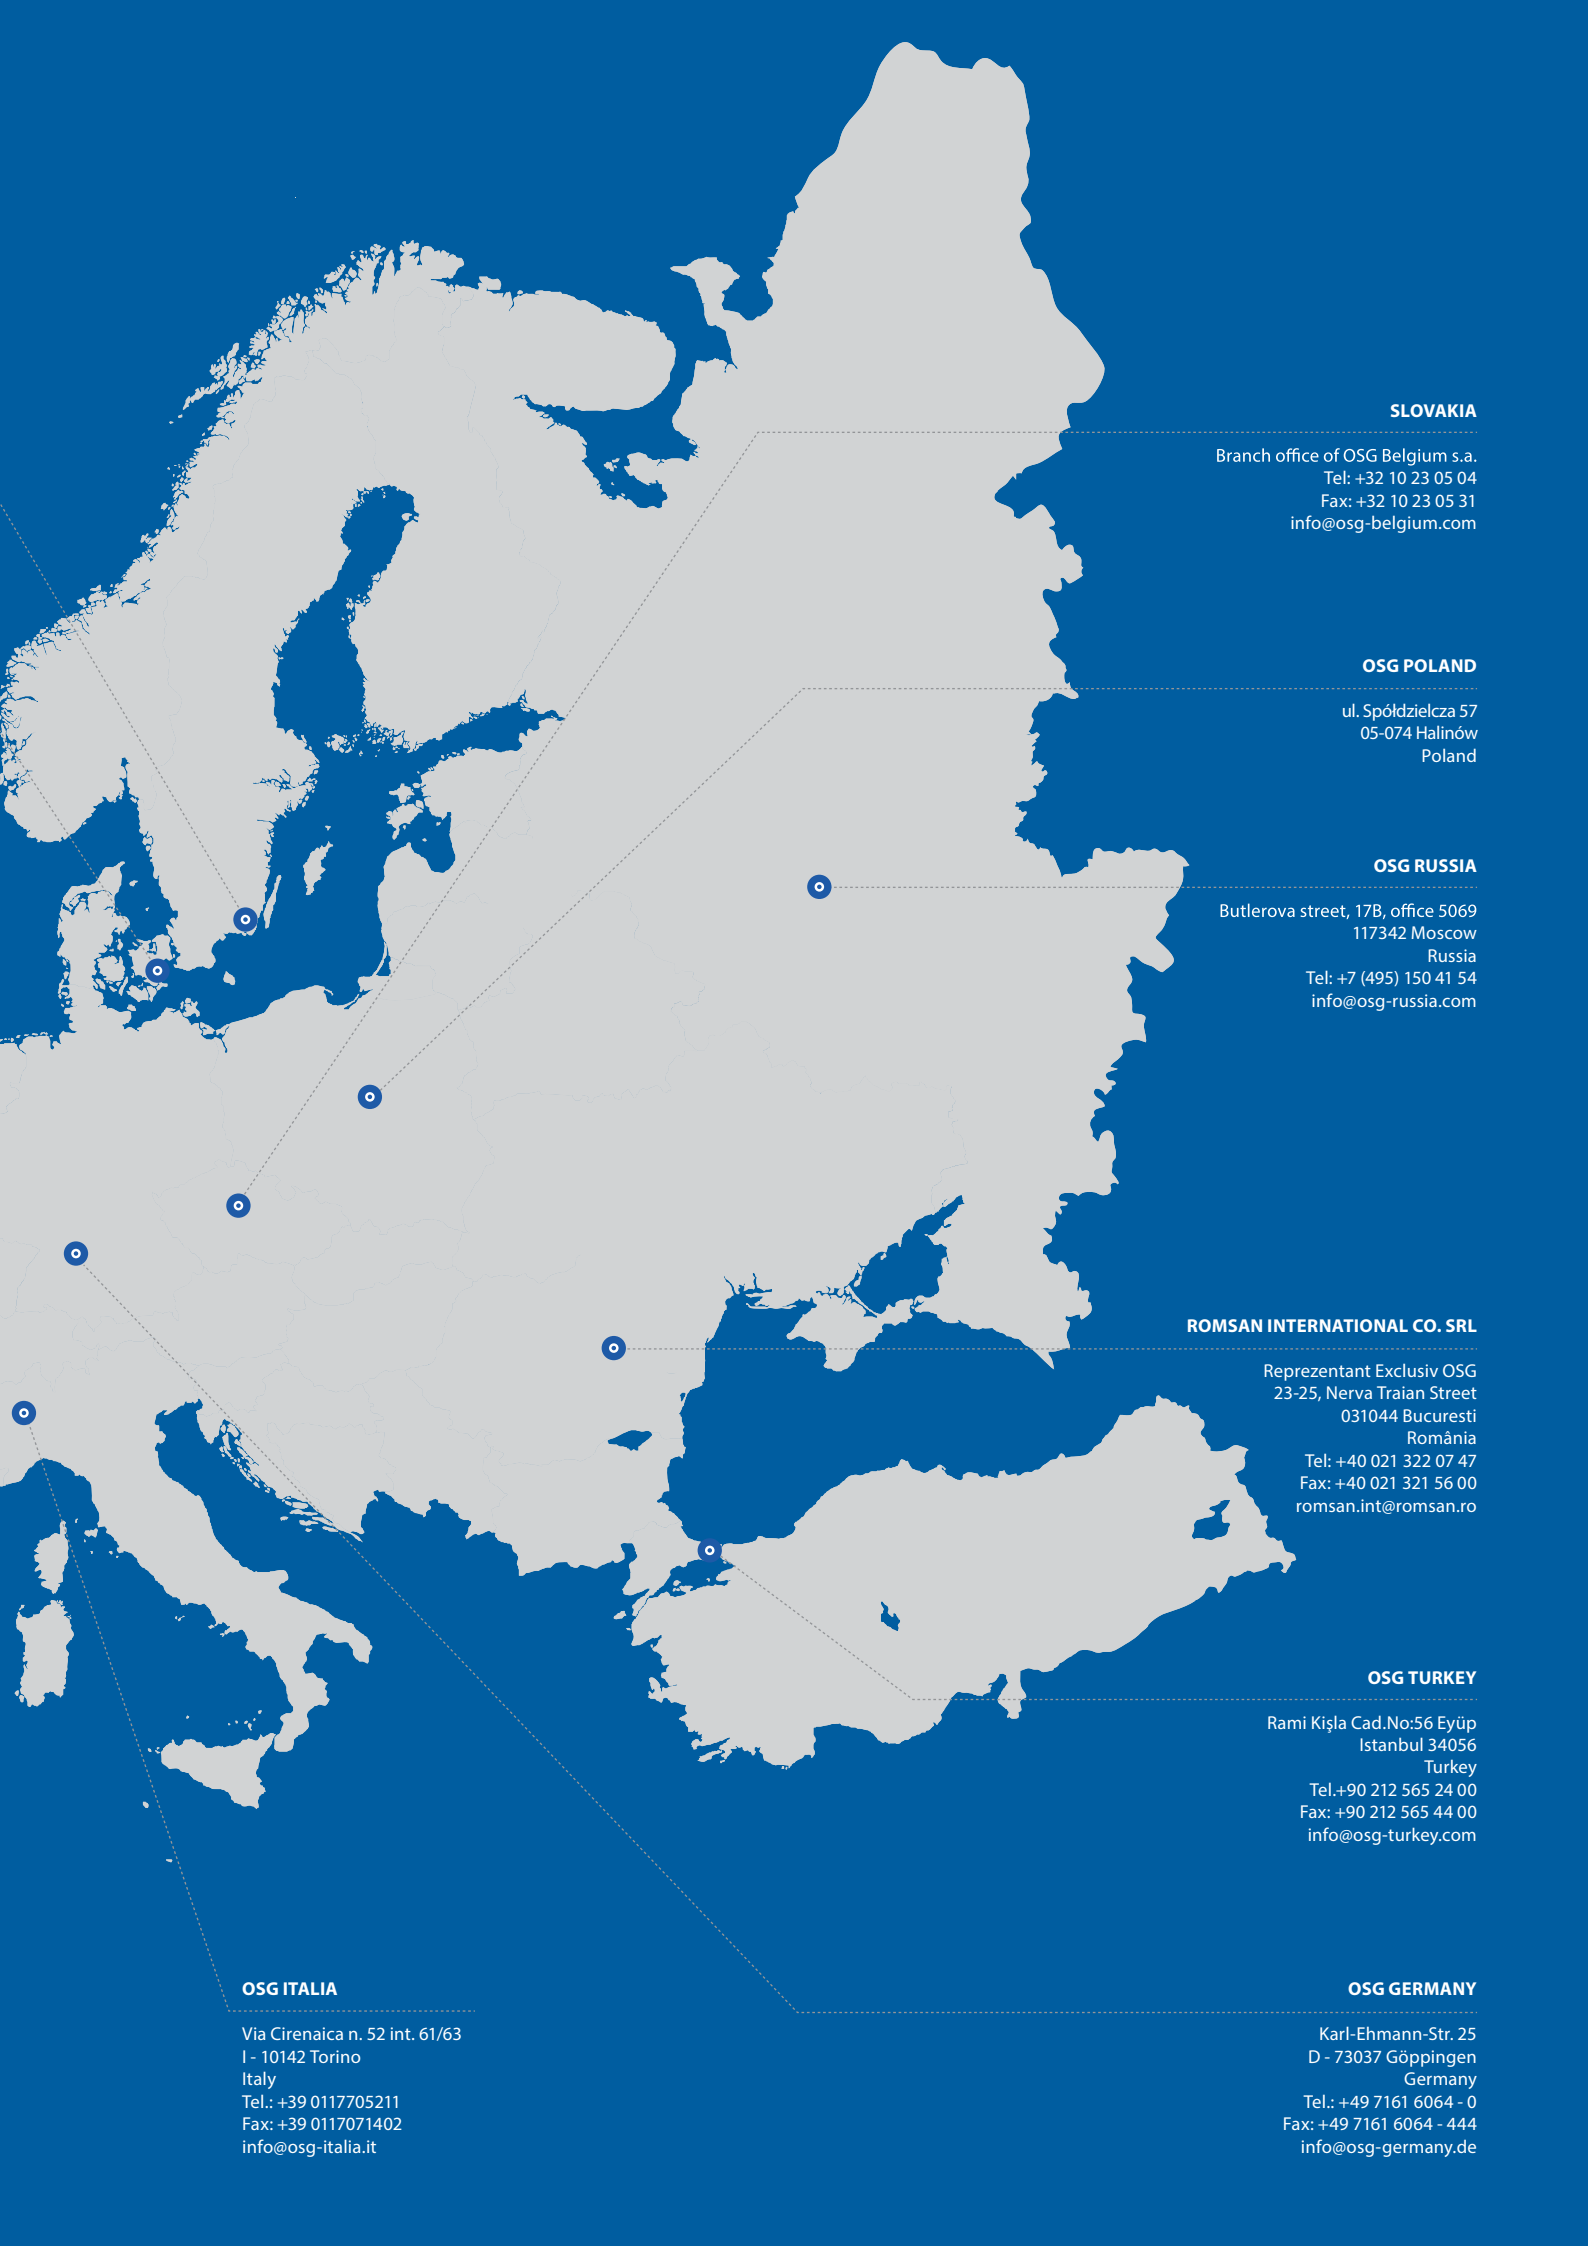 SLOVAKIA
Branch office of OSG Belgium s.a.
Tel: +32 10 23 05 04
Fax: +32 10 23 05 31
info@osg-belgium.com
OSG POLAND
ul. Spółdzielcza 57
05-074 Halinów
Poland
OSG RUSSIA
Butlerova street, 17B, office 5069
117342 Moscow
Russia
Tel: +7 (495) 150 41 54
info@osg-russia.com
ROMSAN INTERNATIONAL CO. SRL
Reprezentant Exclusiv OSG
23-25, Nerva Traian Street
031044 Bucuresti
România
Tel: +40 021 322 07 47
Fax: +40 021 321 56 00
romsan.int@romsan.ro
OSG TURKEY
Rami Kişla Cad.No:56 Eyüp
Istanbul 34056
Turkey
Tel.+90 212 565 24 00
Fax: +90 212 565 44 00
info@osg-turkey.com
OSG ITALIA
Via Cirenaica n. 52 int. 61/63
I - 10142 Torino
Italy
Tel.: +39 0117705211
Fax: +39 0117071402
info@osg-italia.it
OSG GERMANY
Karl-Ehmann-Str. 25
D - 73037 Göppingen
Germany
Tel.: +49 7161 6064 - 0
Fax: +49 7161 6064 - 444
info@osg-germany.de